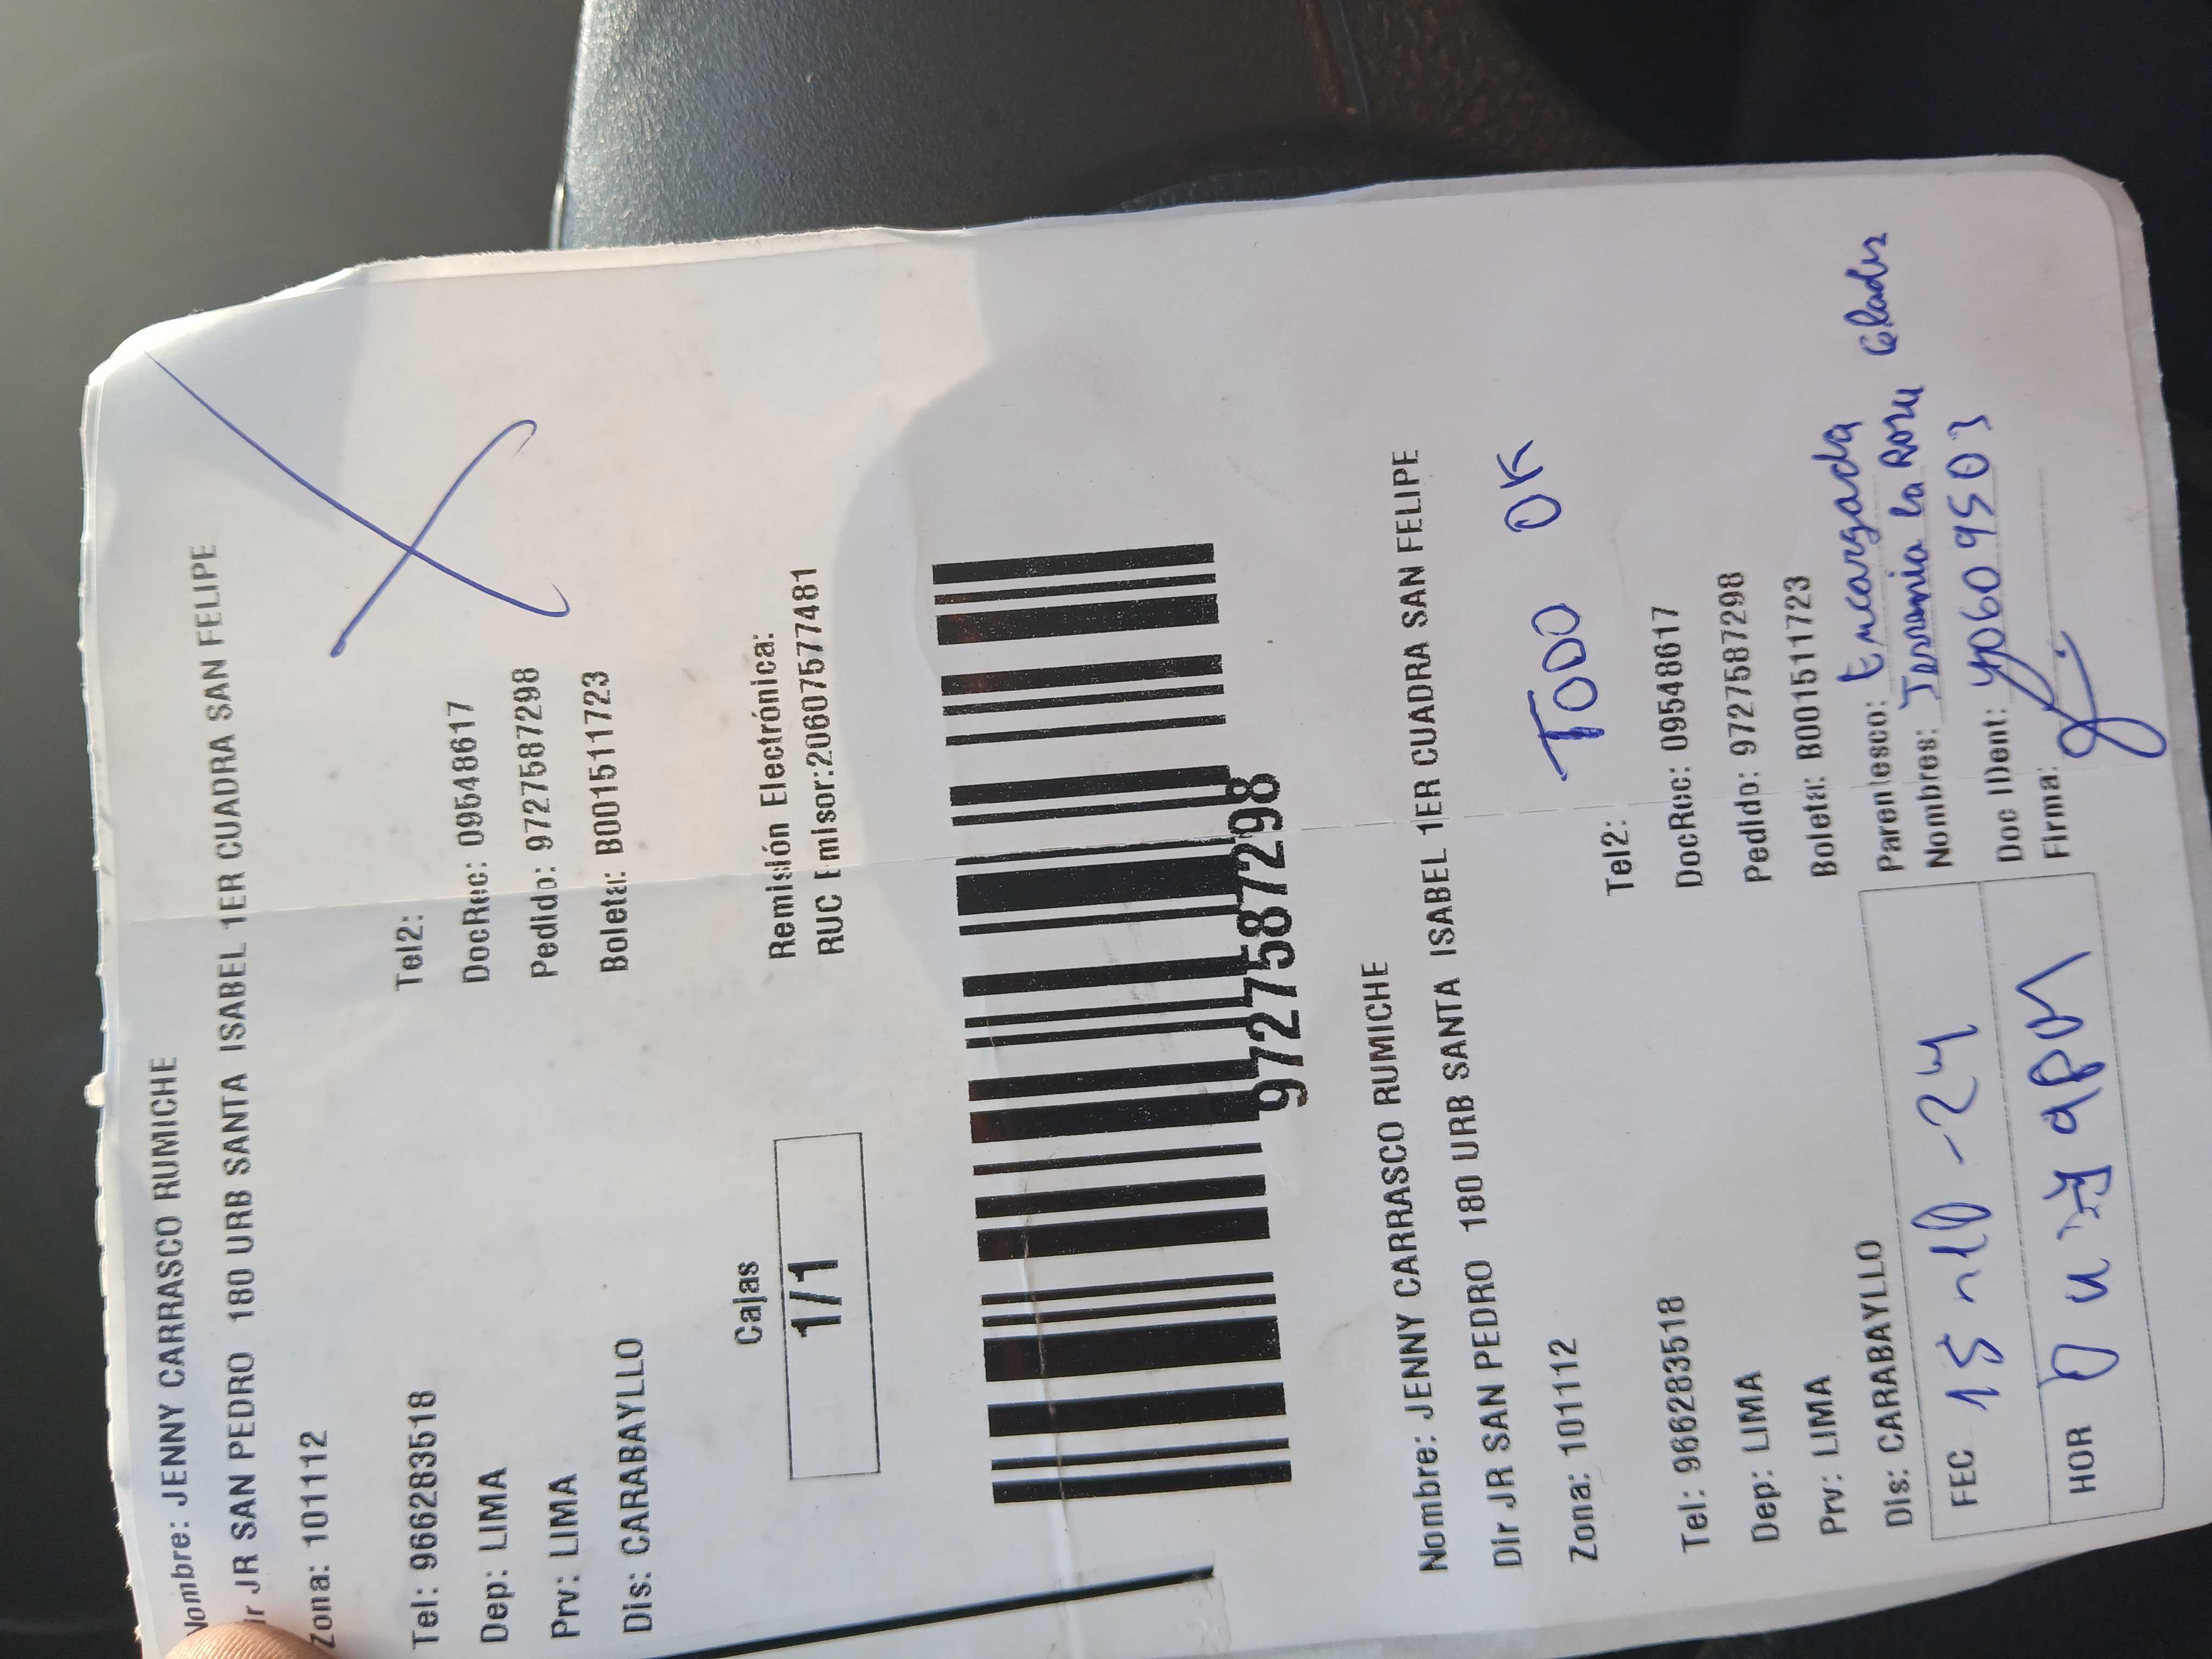 Nombre: JENNY CARRASCO RUMICHE
Dir JR SAN PEDRO 180 URB SANTA ISABEL 1ER CUADRA SAN FELIPE
Zona: 101112
Tel: 966283518 Tel2:
Dep: LIMA DocRec: 09548617
Prv: LIMA Pedido: 9727587298
Dis: CARABAYLLO Boleta: B001511723
Cajas
1/1
Remisión Electrónica:
RUC Emisor:20607577481
9727587298
Nombre: JENNY CARRASCO RUMICHE
Dir JR SAN PEDRO 180 URB SANTA ISABEL 1ER CUADRA SAN FELIPE
Zona: 101112
TODO OK
Tel: 966283518 Tel2:
Dep: LIMA DocRec: 09548617
Prv: LIMA Pedido: 9727587298
Dis: CARABAYLLO Boleta: B001511723
FEC
HOR
Parentesco: Encargada
Nombres: la Rosa
Doc IDent: 40609503
Firma: